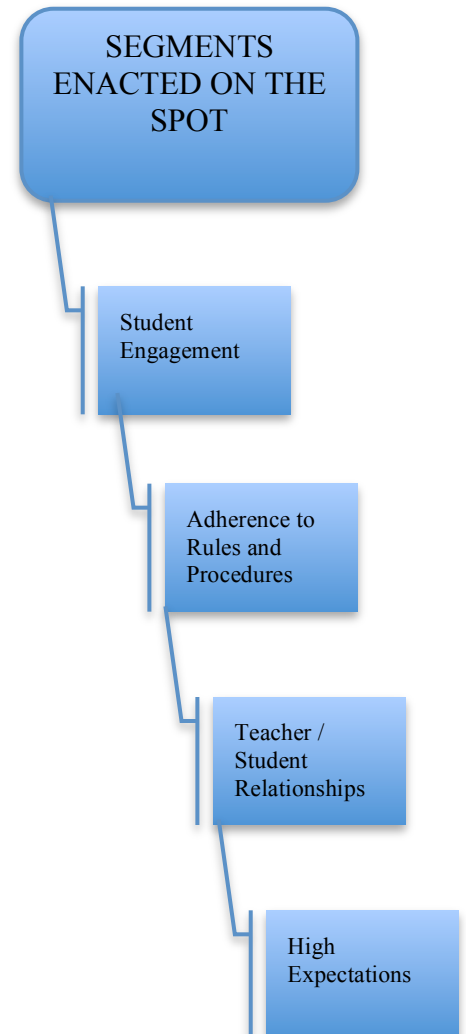 SEGMENTS
ENACTED ON THE
SPOT
Student
Engagement
Adherence to
Rules and
Procedures
Teacher /
Student
Relationships
High
Expectations